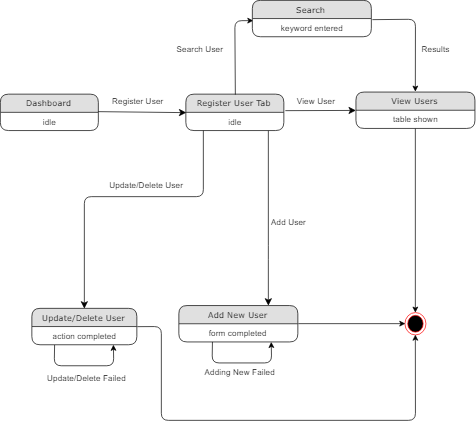 Search
keyword entered
Search User
Results
Dashboard
idle
Register User
Register User Tab
idle
View User
View Users
table shown
Update/Delete User
Add User
Update/Delete User
action completed
Add New User
form completed
Update/Delete Failed
Adding New Failed